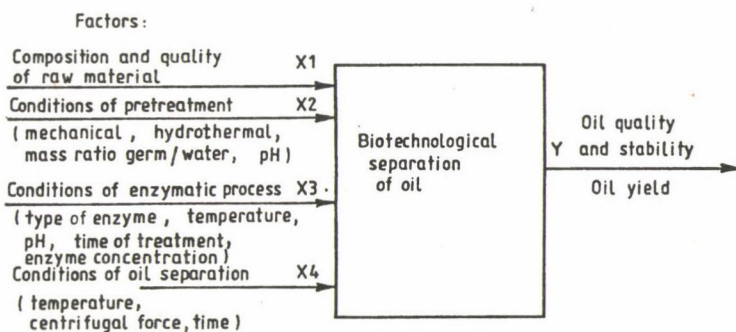 Factors:
Composition and quality X1
of raw material
Conditions of pretreatment X2
(mechanical, hydrothermal,
mass ratio germ/water, pH)
Conditions of enzymatic process X3
(type of enzyme, temperature,
pH, time of treatment,
enzyme concentration)
Conditions of oil separation X4
(temperature,
centrifugal force, time)
Biotechnological
separation
of oil
Oil quality
Y and stability
Oil yield